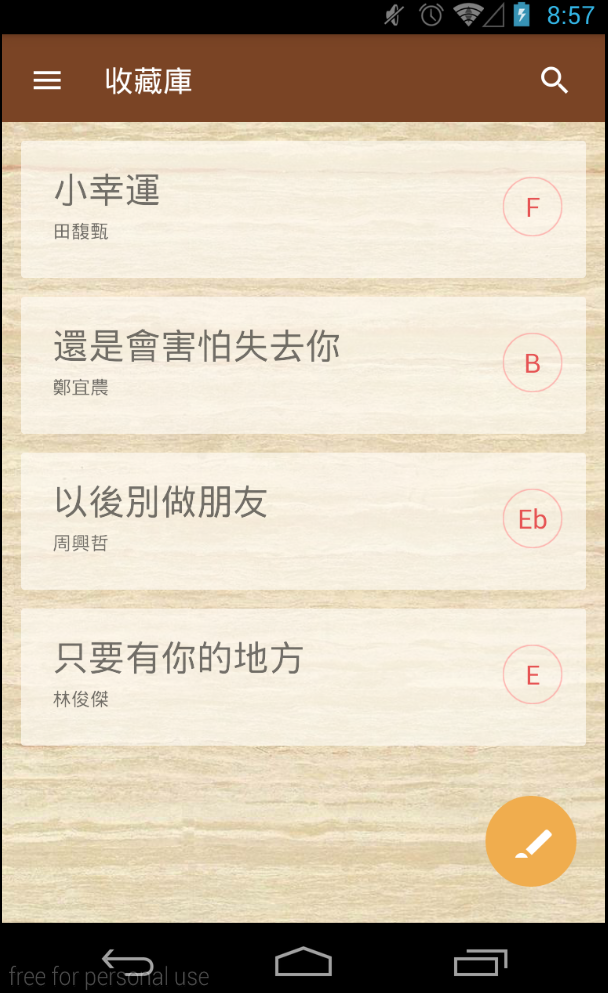 8:57
收藏庫
小幸運
田馥甄
F
還是會害怕失去你
鄭宜農
B
以後別做朋友
周興哲
Eb
只要有你的地方
林俊傑
E
free for personal use